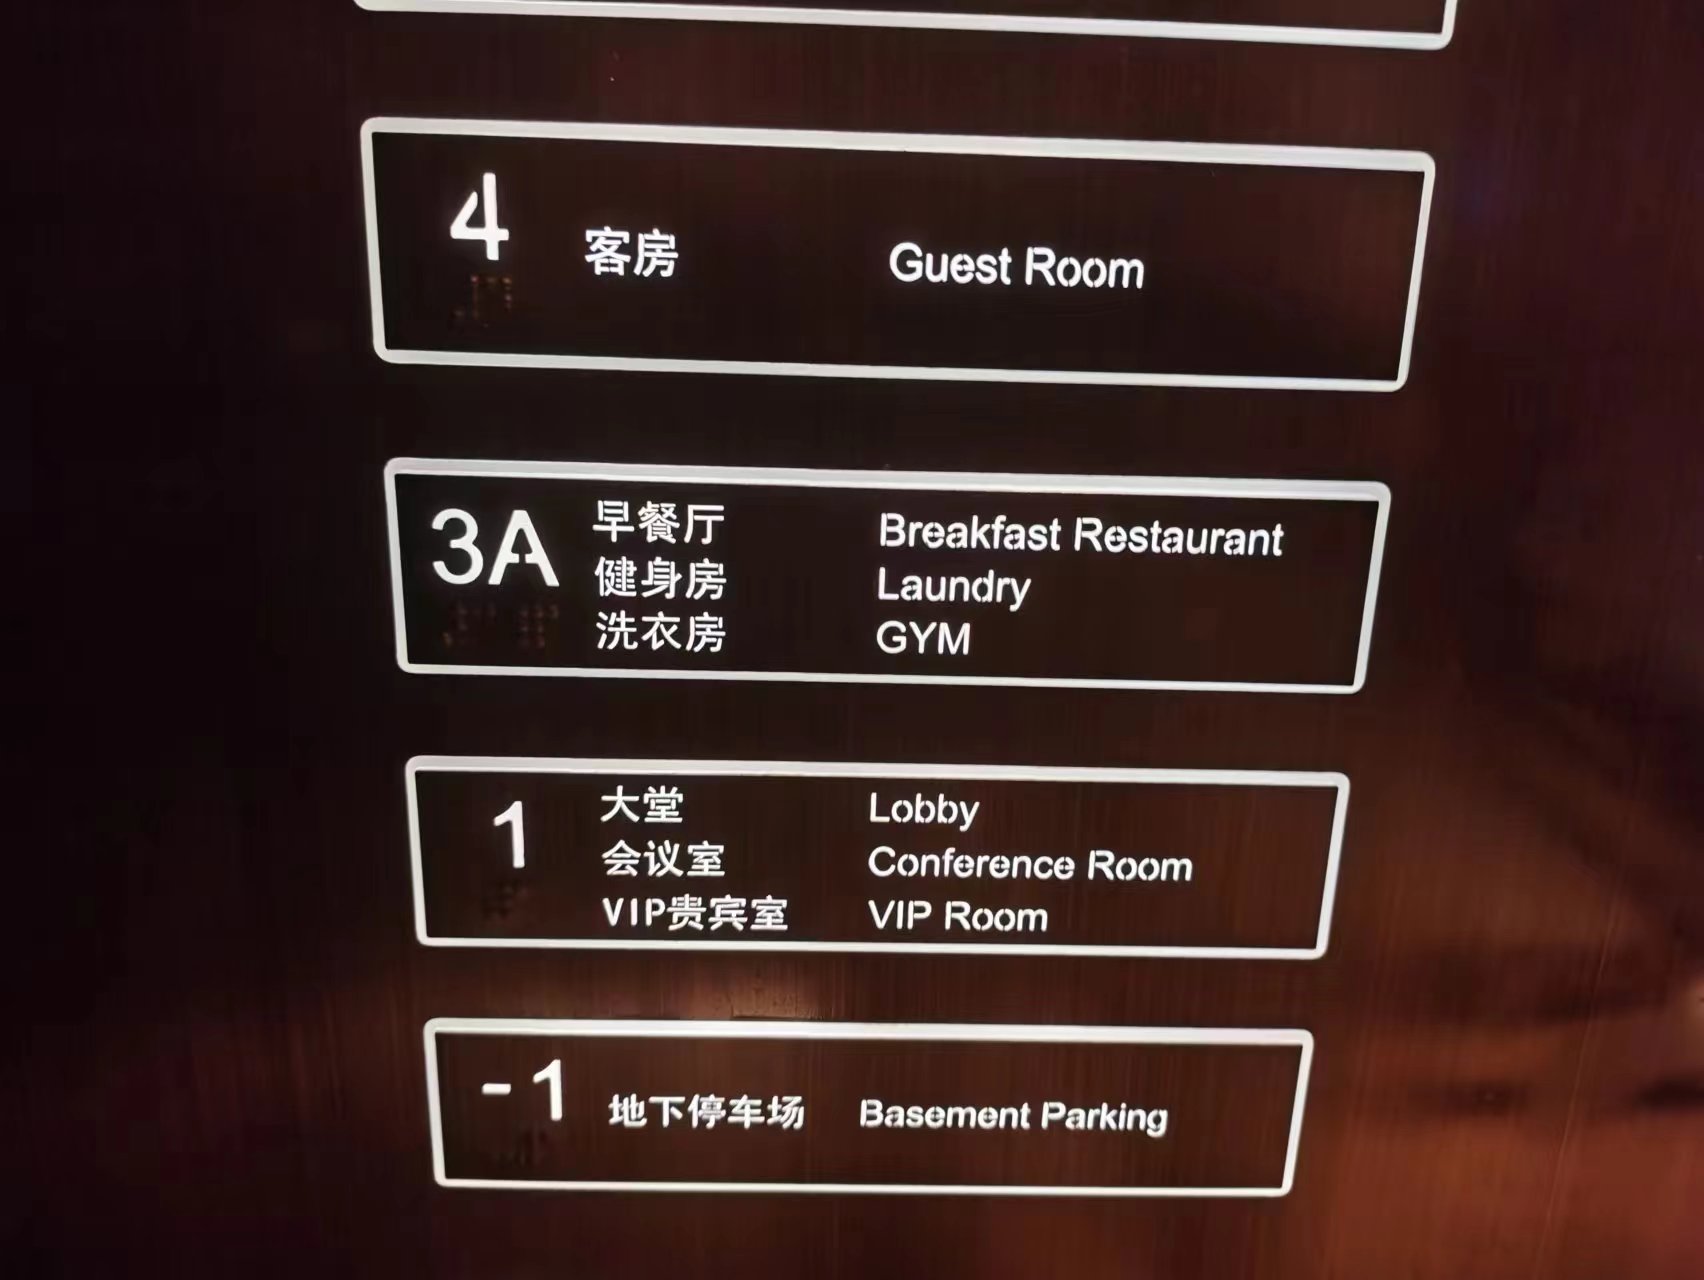 4 客房 Guest Room
3A 早餐厅 Breakfast Restaurant
健身房 Laundry
洗衣房 GYM
1 大堂 Lobby
会议室 Conference Room
VIP贵宾室 VIP Room
-1 地下停车场 Basement Parking